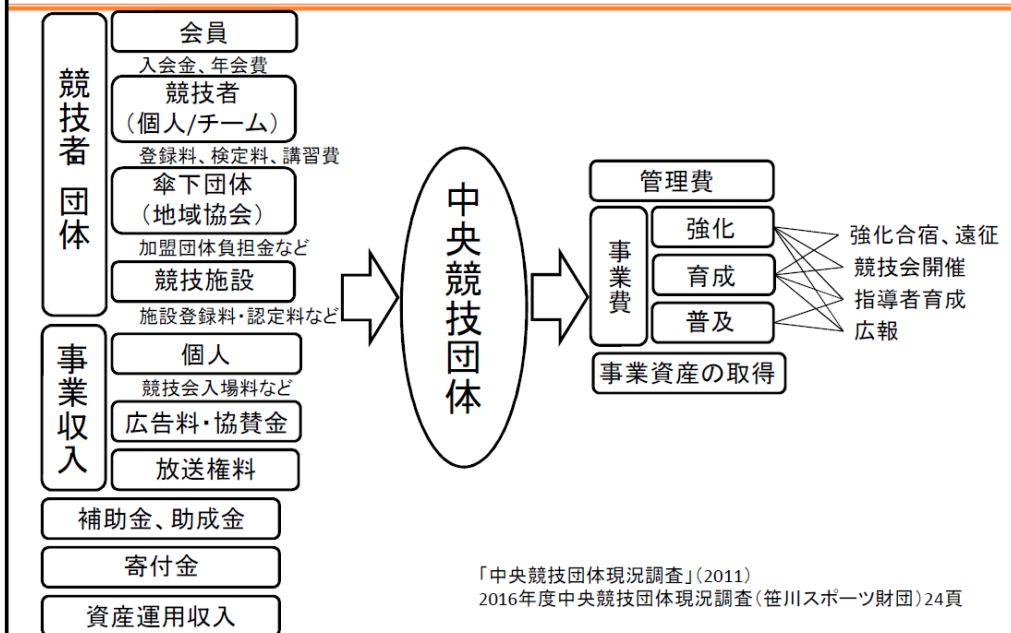 競技者・団体
会員
入会金、年会費
競技者
（個人/チーム）
登録料、検定料、講習費
傘下団体
（地域協会）
加盟団体負担金など
競技施設
施設登録料・認定料など
事業収入
個人
競技会入場料など
広告料・協賛金
放送権料
補助金、助成金
寄付金
資産運用収入
中央競技団体
管理費
事業費
強化
育成
普及
事業資産の取得
強化合宿、遠征
競技会開催
指導者育成
広報
「中央競技団体現況調査」（2011）
2016年度中央競技団体現況調査（笹川スポーツ財団）24頁